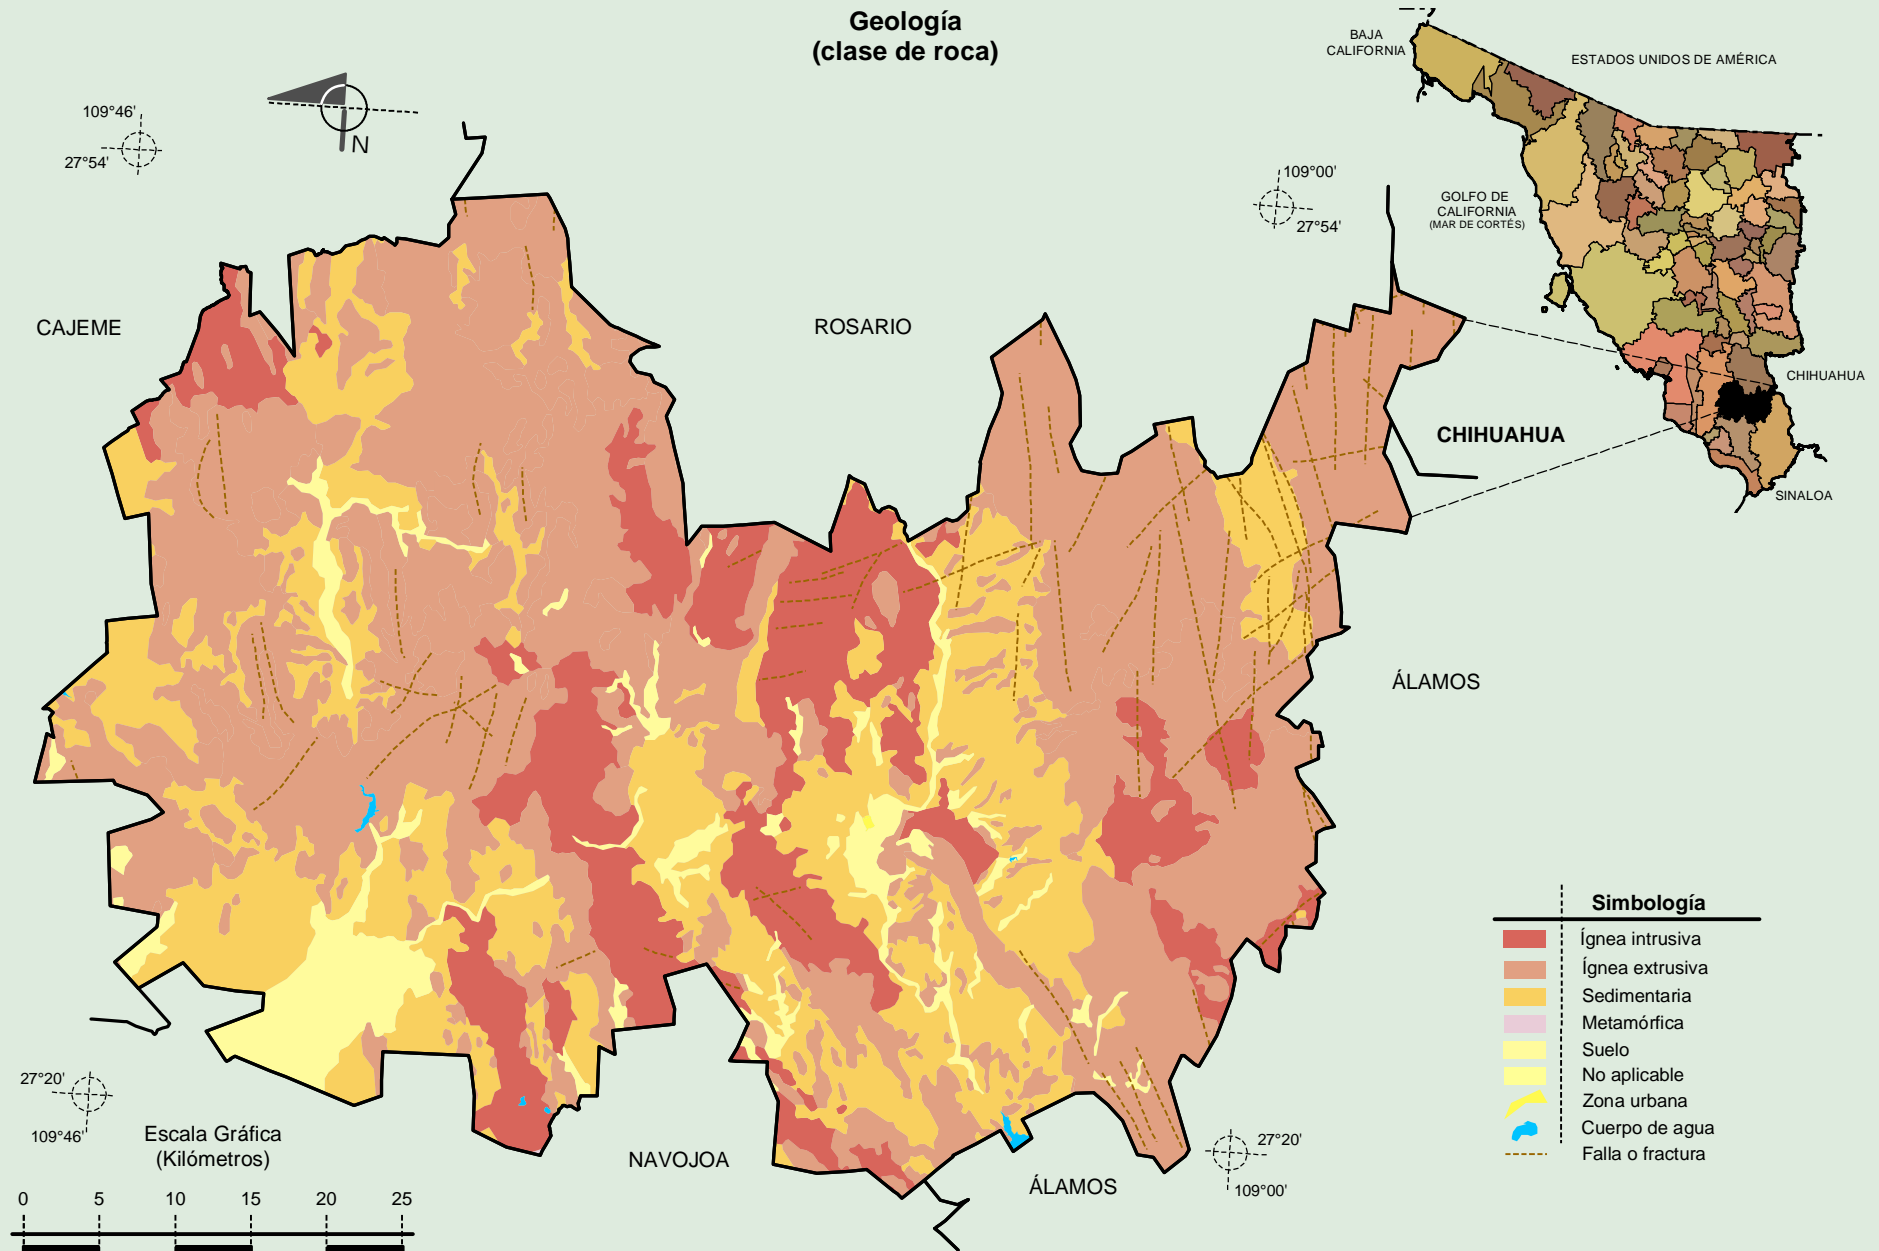 Geología
(clase de roca)
BAJA
CALIFORNIA
ESTADOS UNIDOS DE AMÉRICA
109°46'
27°54'
N
109°00'
27°54'
GOLFO DE
CALIFORNIA
(MAR DE CORTÉS)
CAJEME
ROSARIO
CHIHUAHUA
CHIHUAHUA
SINALOA
ÁLAMOS
Simbología
Ígnea intrusiva
Ígnea extrusiva
Sedimentaria
Metamórfica
Suelo
No aplicable
Zona urbana
Cuerpo de agua
Falla o fractura
27°20'
109°46'
Escala Gráfica
(Kilómetros)
NAVOJOA
ÁLAMOS
27°20'
109°00'
0 5 10 15 20 25